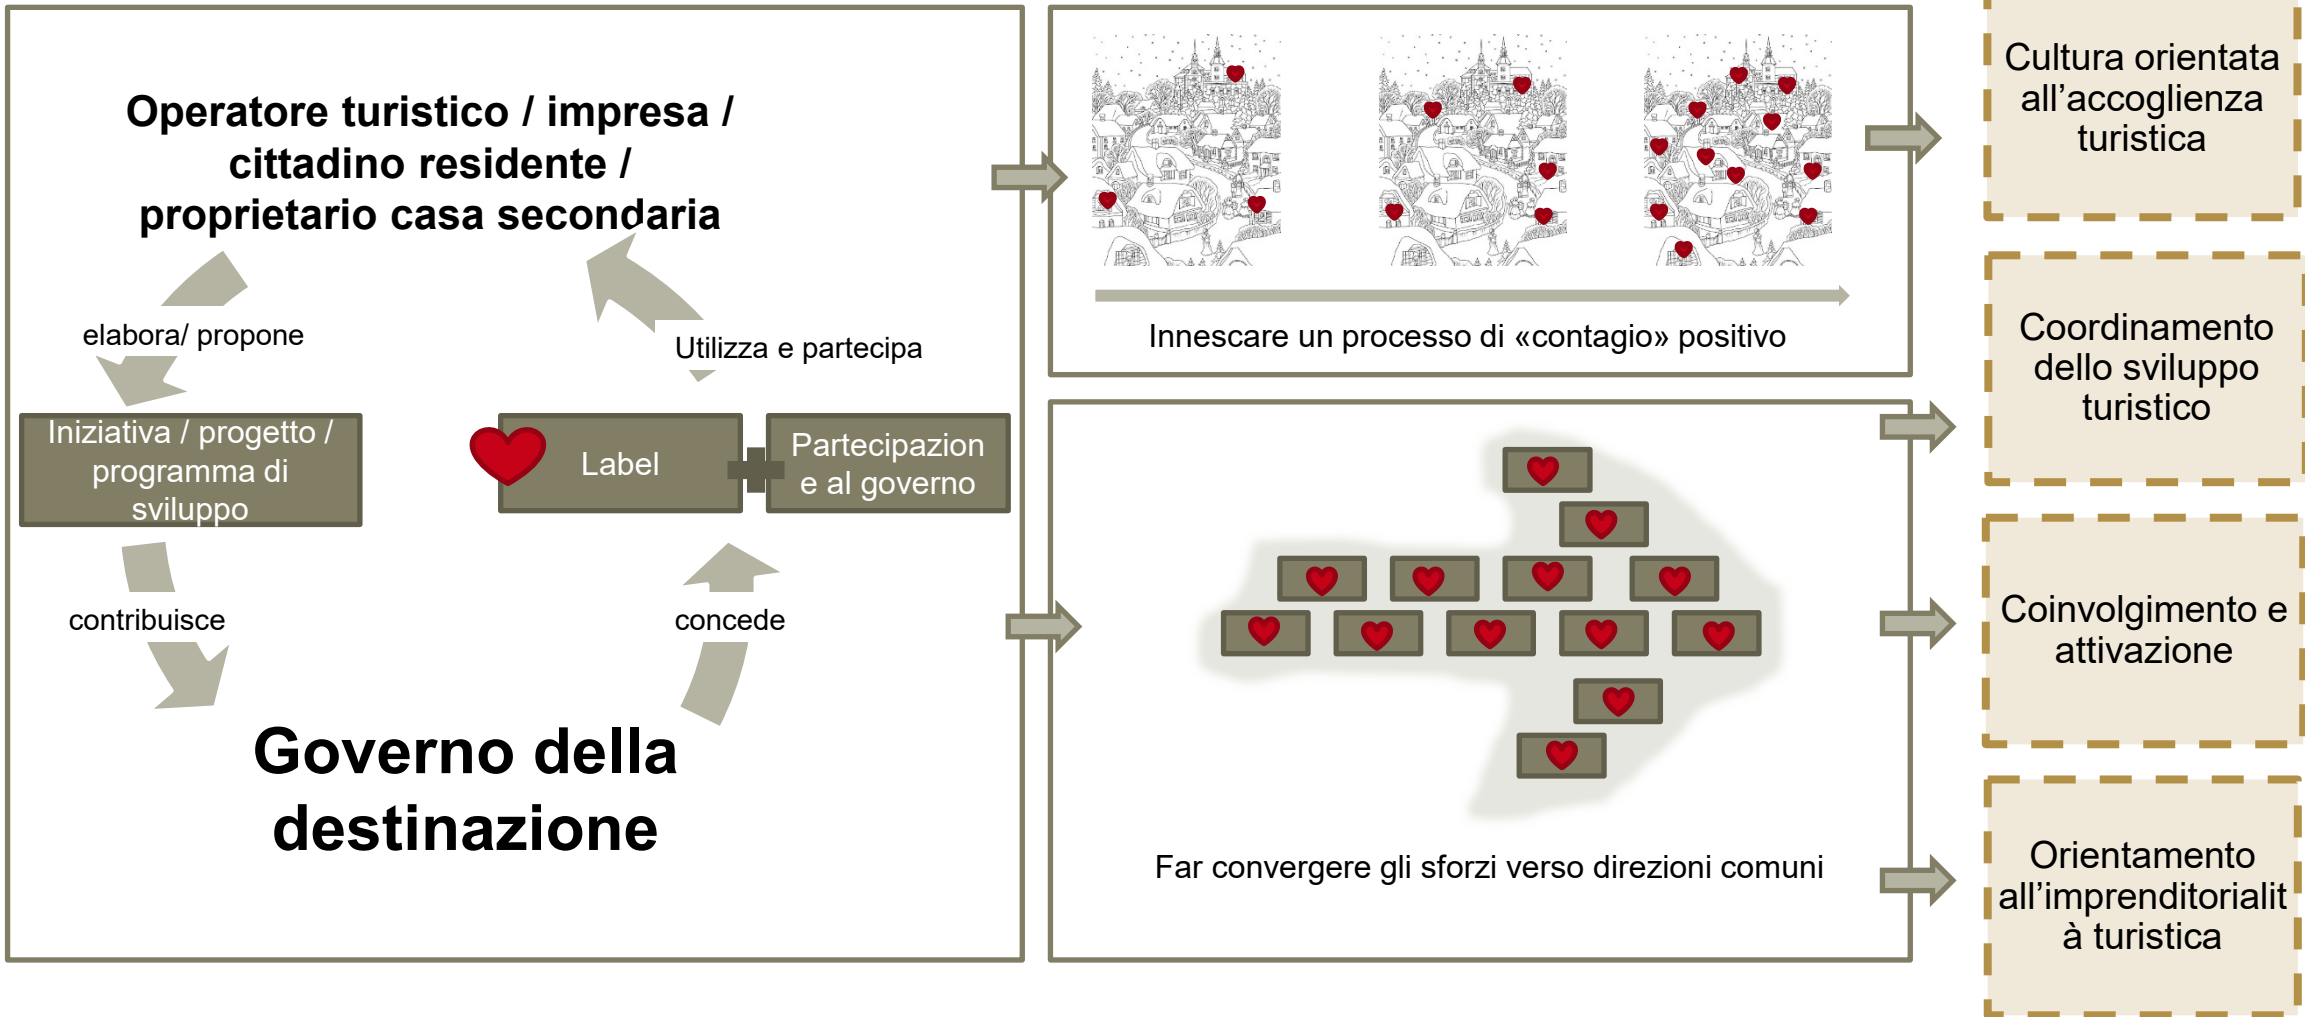 Operatore turistico / impresa /
cittadino residente /
proprietario casa secondaria
elabora/ propone
Utilizza e partecipa
Iniziativa / progetto /
programma di
sviluppo
Label
Partecipazion
e al governo
contribuisce
concede
Governo della
destinazione
Innescare un processo di «contagio» positivo
Far convergere gli sforzi verso direzioni comuni
Cultura orientata
all’accoglienza
turistica
Coordinamento
dello sviluppo
turistico
Coinvolgimento e
attivazione
Orientamento
all’imprenditorialit
à turistica